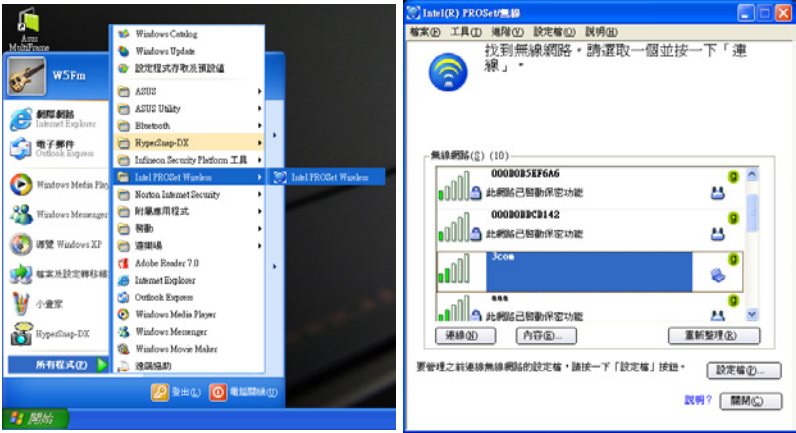 Asus
MultiFrame
W5Fm
網際網路
Internet Explorer
電子郵件
Outlook Express
Windows Media Play
Windows Messenger
導覽 Windows XP
檔案及設定轉移精
小畫家
HyperSnap-DX
所有程式(P)
Windows Catalog
Windows Update
設定程式存取及預設值
ASUS
ASUS Utility
Bluetooth
HyperSnap-DX
Infineon Security Platform 工具
Intel PROSet Wireless
Norton Internet Security
附屬應用程式
啟動
遊樂場
Adobe Reader 7.0
Internet Explorer
Outlook Express
Windows Media Player
Windows Messenger
Windows Movie Maker
遠端協助
Intel PROSet Wireless
登出(L)
電腦關機(U)
開始
Intel(R) PROSet/無線
檔案(F) 工具(T) 進階(V) 設定檔(O) 說明(H)
找到無線網路。請選取一個並按一下「連
線」。
無線網路(S) (10)
000B0B5EF6A6
此網路已啟動保密功能
000B0BBCD142
此網路已啟動保密功能
3com
aaa
此網路已啟動保密功能
連線(N) 內容(E)... 重新整理(R)
要管理之前連線無線網路的設定檔，請按一下「設定檔」按鈕。
設定檔(P)...
說明? 關閉(C)